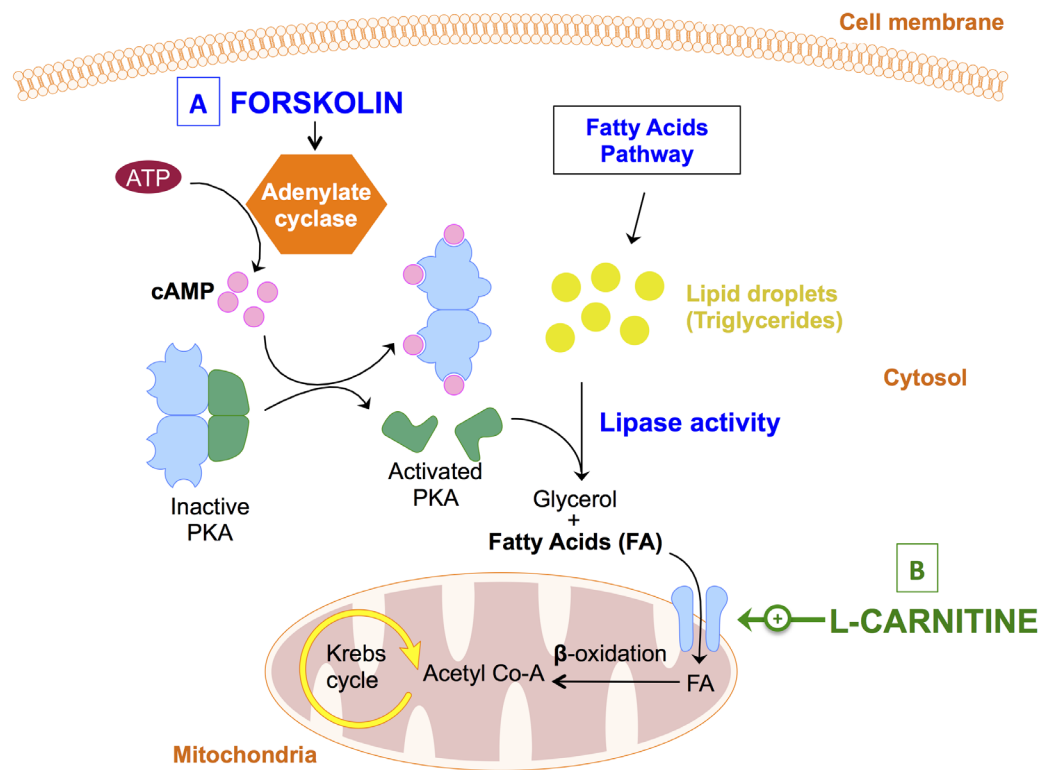 Cell membrane
A FORSKOLIN
Fatty Acids
Pathway
ATP
Adenylate
cyclase
cAMP
Lipid droplets
(Triglycerides)
Cytosol
Lipase activity
Inactive
PKA
Activated
PKA
Glycerol
+
Fatty Acids (FA)
B
+
L-CARNITINE
Krebs
cycle
Acetyl Co-A
β-oxidation
FA
Mitochondria